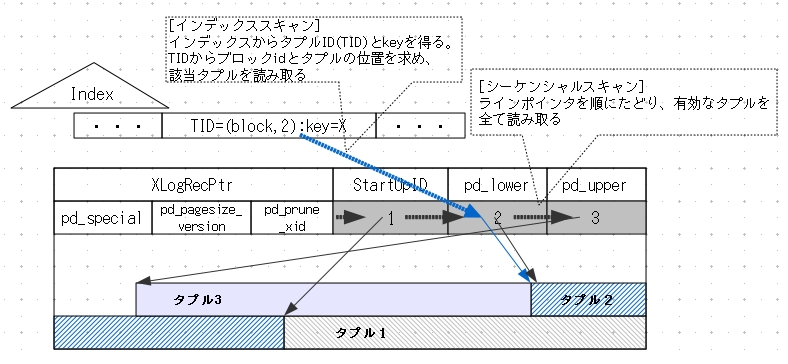 [インデックススキャン]
インデックスからタプルID(TID)とkeyを得る。
TIDからブロックidとタプルの位置を求め、
該当タプルを読み取る
[シーケンシャルスキャン]
ラインポインタを順にたどり、有効なタプルを
全て読み取る
Index
・・・ TID=(block,2):key=X ・・・
XLogRecPtr StartUpID pd_lower pd_upper
pd_special pd_pagesize_ pd_prune 1 2 3
version _xid
タプル3 タプル2
タプル1